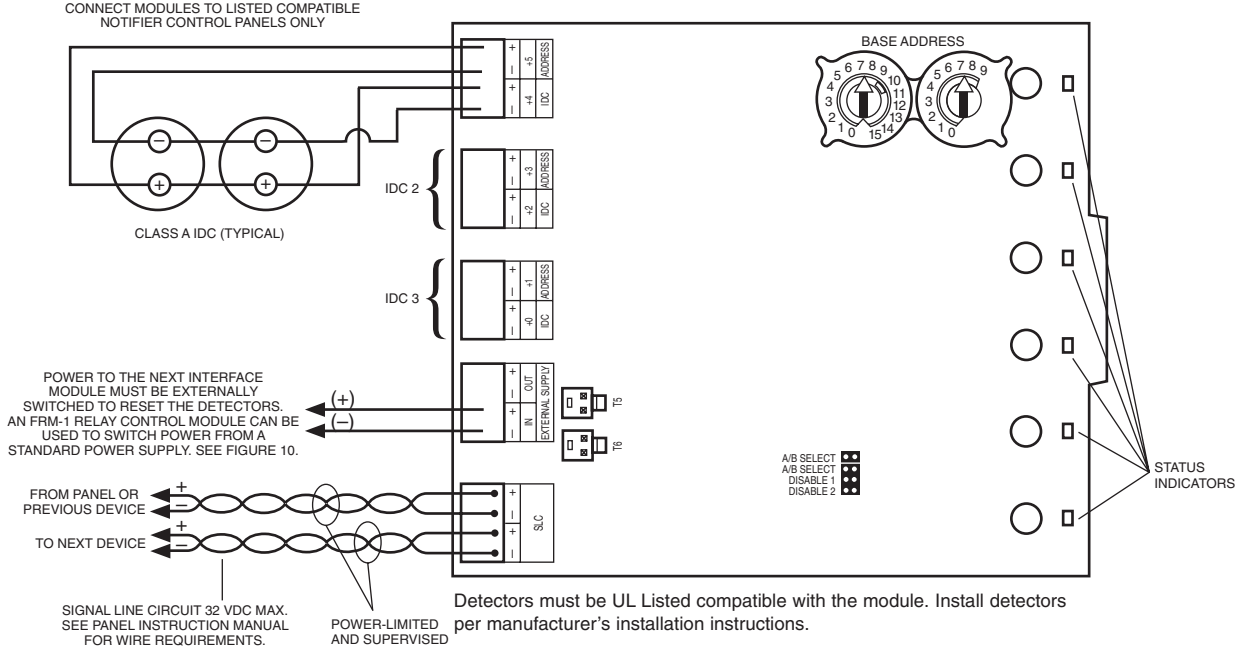 CONNECT MODULES TO LISTED COMPATIBLE
NOTIFIER CONTROL PANELS ONLY
+ +5 ADDRESS
–
+ +4 IDC
–
− −
+ +
CLASS A IDC (TYPICAL)
IDC 2
+ +3 ADDRESS
–
+ +2 IDC
–
IDC 3
+ +1 ADDRESS
–
+ +0 IDC
–
BASE ADDRESS
0 1 2 3 4 5 6 7 8 9 10 11 12 13 14 15
0 1 2 3 4 5 6 7 8 9
POWER TO THE NEXT INTERFACE
MODULE MUST BE EXTERNALLY
SWITCHED TO RESET THE DETECTORS.
AN FRM-1 RELAY CONTROL MODULE CAN BE
USED TO SWITCH POWER FROM A
STANDARD POWER SUPPLY. SEE FIGURE 10.
(+)
(−)
+ OUT
–
+ IN
–
EXTERNAL SUPPLY
T5
T6
A/B SELECT
A/B SELECT
DISABLE 1
DISABLE 2
STATUS
INDICATORS
FROM PANEL OR
PREVIOUS DEVICE
+
–
TO NEXT DEVICE
+
–
+
–
+
–
SLC
SIGNAL LINE CIRCUIT 32 VDC MAX.
SEE PANEL INSTRUCTION MANUAL
FOR WIRE REQUIREMENTS.
POWER-LIMITED
AND SUPERVISED
Detectors must be UL Listed compatible with the module. Install detectors
per manufacturer’s installation instructions.